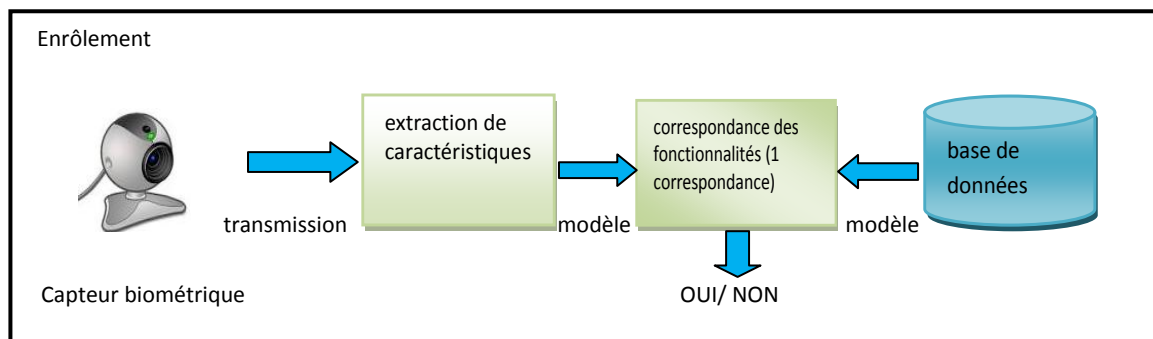 Enrôlement
extraction de
caractéristiques
correspondance des
fonctionnalités (1
correspondance)
base de
données
transmission
modèle
modèle
Capteur biométrique
OUI/ NON